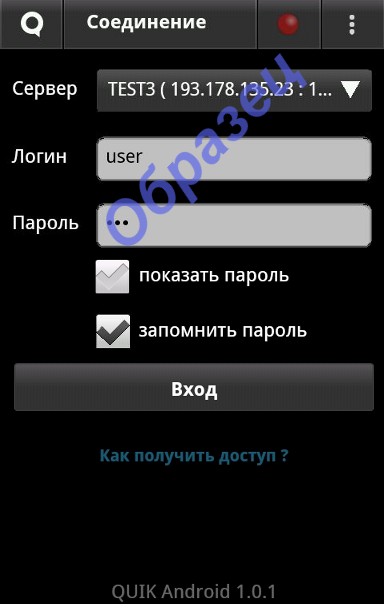 Соединение
Сервер
TEST3 ( 193.178.135.23 : 1...
Логин
user
Пароль
•••
Образец
показать пароль
запомнить пароль
Вход
Как получить доступ ?
QUIK Android 1.0.1